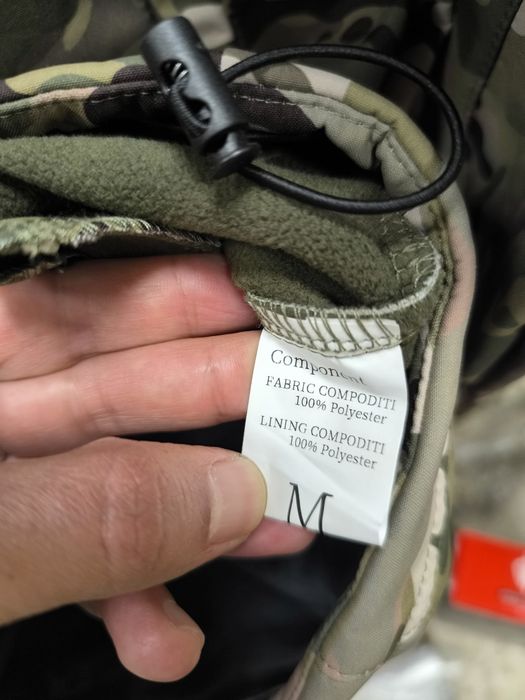 Component
FABRIC COMPODITI
100% Polyester
LINING COMPODITI
100% Polyester
M